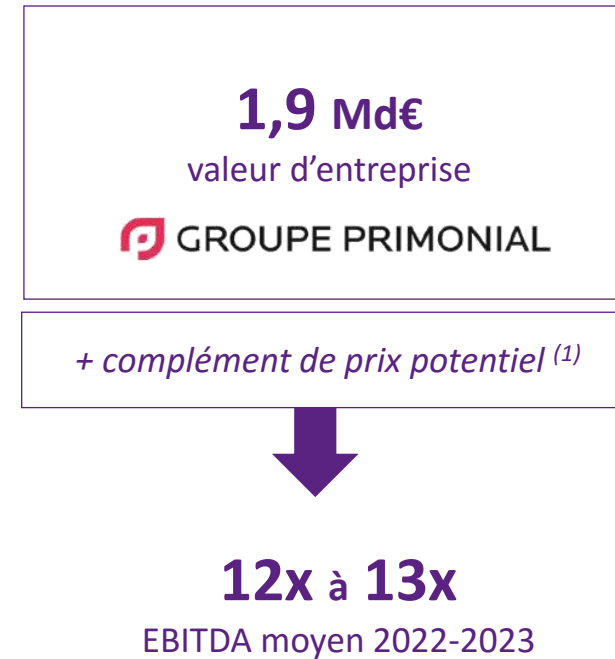 1,9 Md€
valeur d’entreprise
GROUPE PRIMONIAL
+ complément de prix potentiel (1)
12x à 13x
EBITDA moyen 2022-2023